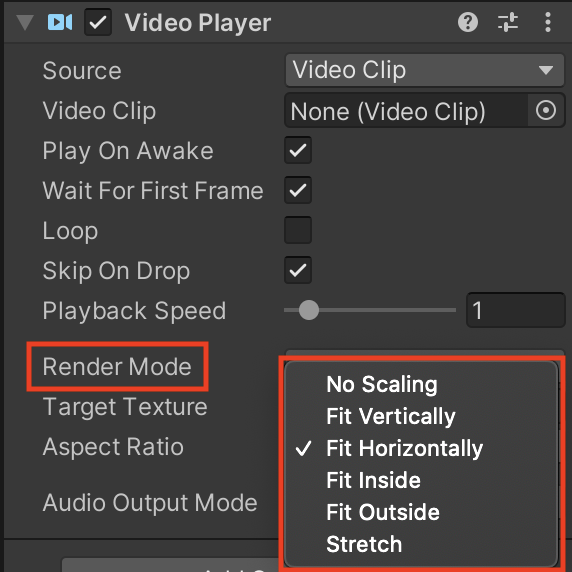 Video Player
Source Video Clip
Video Clip None (Video Clip)
Play On Awake
Wait For First Frame
Loop
Skip On Drop
Playback Speed 1
Render Mode
No Scaling
Target Texture
Fit Vertically
Aspect Ratio
Fit Horizontally
Fit Inside
Audio Output Mode
Fit Outside
Stretch